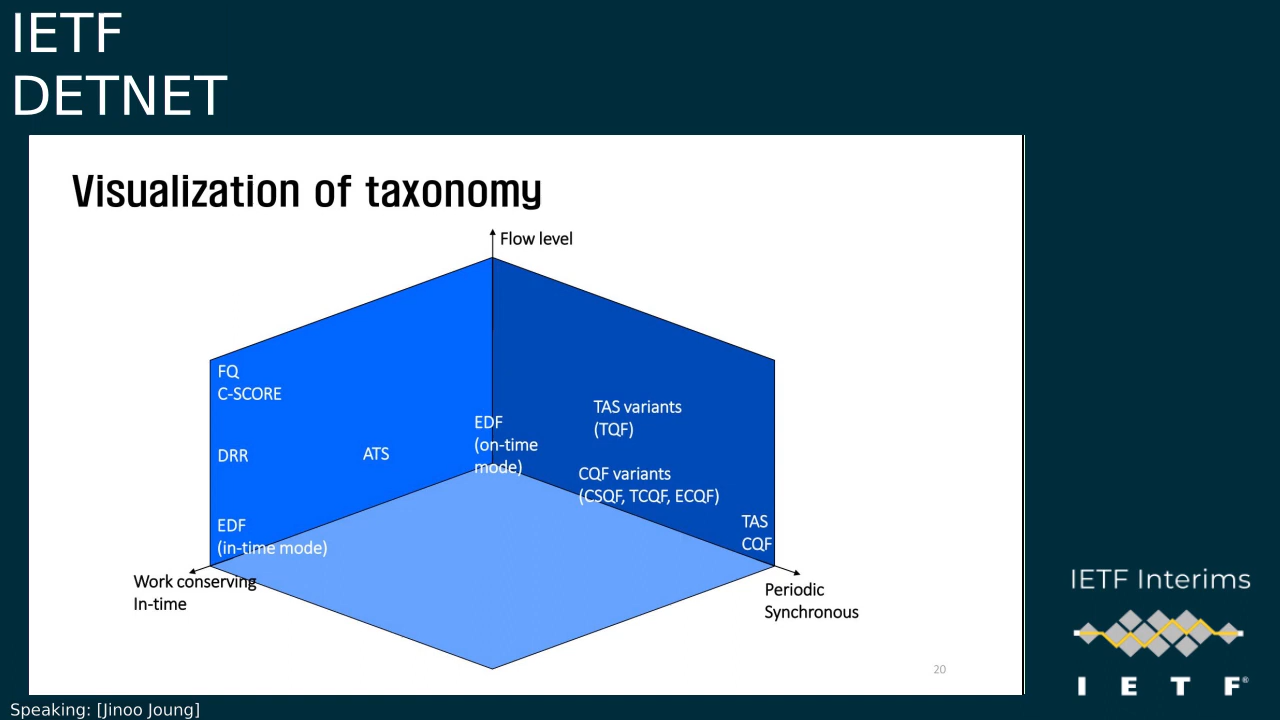 IETF
DETNET
Visualization of taxonomy
Flow level
FQ
C-SCORE
DRR
ATS
EDF
(on-time
mode)
TAS variants
(TQF)
CQF variants
(CSQF, TCQF, ECQF)
TAS
CQF
EDF
(in-time mode)
Work conserving
In-time
Periodic
Synchronous
20
IETF Interims
I E T F®
Speaking: [Jinoo Joung]